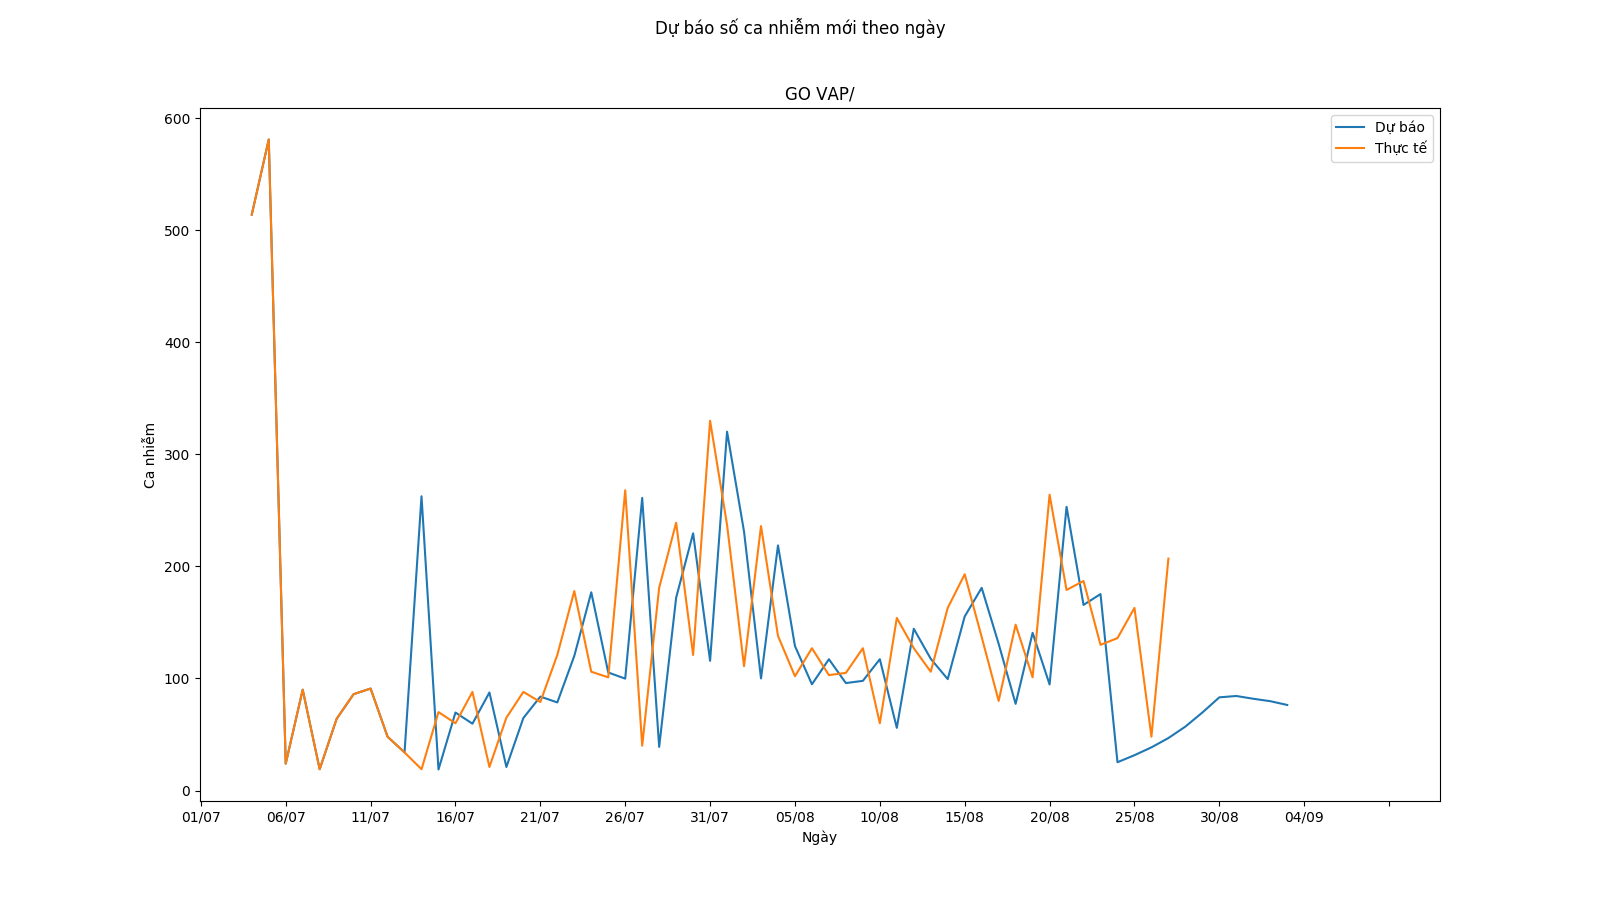 Dự báo số ca nhiễm mới theo ngày
GO VAP/
Dự báo
Thực tế
Ca nhiễm
600
500
400
300
200
100
0
01/07 06/07 11/07 16/07 21/07 26/07 31/07 05/08 10/08 15/08 20/08 25/08 30/08 04/09
Ngày